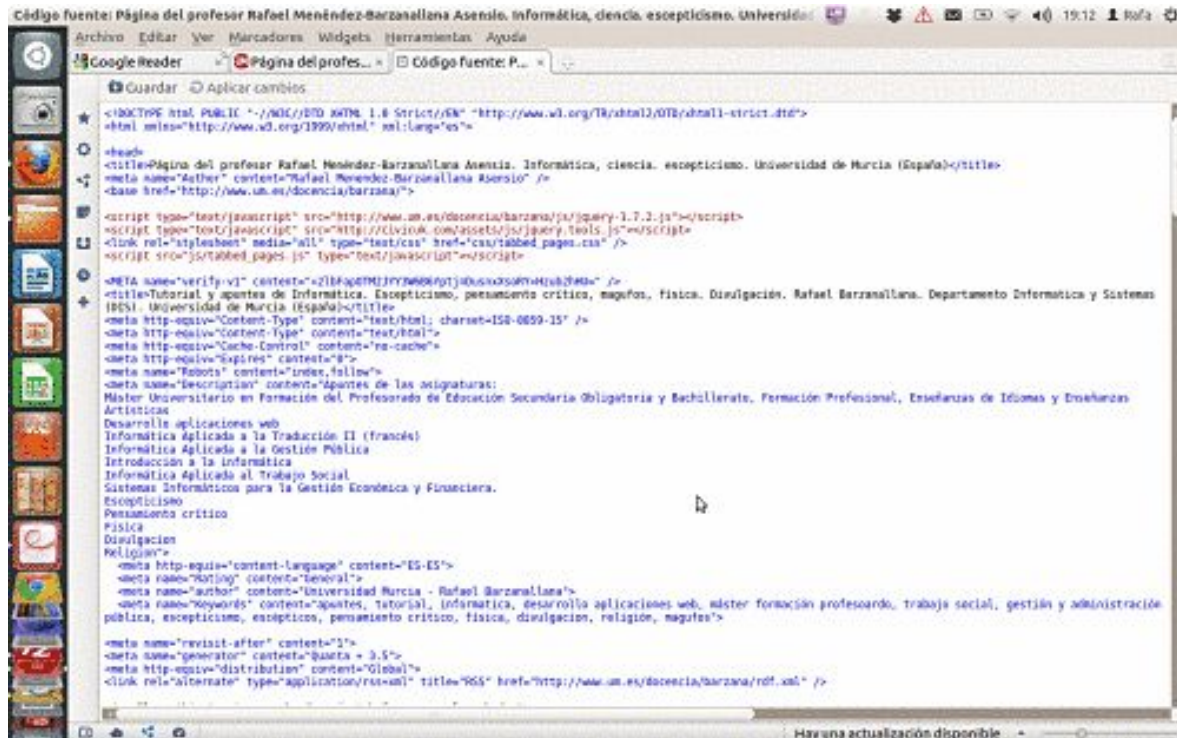 Código fuente: Página del profesor Rafael Menéndez-Barzanallana Asensio. Informática, ciencia. escepticismo. Universidad
19:12 Rafa
Archivo Editar Ver Marcadores Widgets Herramientas Ayuda
Google Reader Página del profes... Código fuente: P...
Guardar Aplicar cambios
<!DOCTYPE html PUBLIC "-//W3C//DTD XHTML 1.0 Strict//EN" "http://www.w3.org/TR/xhtml2/DTD/xhtml1-strict.dtd">
<html xmlns="http://www.w3.org/1999/xhtml" xml:lang="es">
<head>
<title>Página del profesor Rafael Menéndez-Barzanallana Asensio. Informática, ciencia. escepticismo. Universidad de Murcia (España)</title>
<meta name="Author" content="Rafael Menendez-Barzanallana Asensio" />
<base href="http://www.um.es/docencia/barzana/">
<script type="text/javascript" src="http://www.um.es/docencia/barzana/js/jquery-1.7.2.js"></script>
<script type="text/javascript" src="http://civicuk.com/assets/js/jquery.tools.js"></script>
<link rel="stylesheet" media="all" type="text/css" href="css/tabbed_pages.css" />
<script src="js/tabbed_pages.js" type="text/javascript"></script>
<META name="verify-v1" />
<title>Tutorial y apuntes de Informática. Escepticismo, pensamiento crítico, magufos, física. Divulgación. Rafael Barzanallana. Departamento Informatica y Sistemas
(DIS). Universidad de Murcia (España)</title>
<meta http-equiv="Content-Type" content="text/html; charset=ISO-8859-15" />
<meta http-equiv="Content-Type" content="text/html">
<meta http-equiv="Cache-Control" content="no-cache">
<meta http-equiv="Expires" content="0">
<meta name="Robots" content="index,follow">
<meta name="Description" content="Apuntes de las asignaturas:
Máster Universitario en Formación del Profesorado de Educación Secundaria Obligatoria y Bachillerato, Formación Profesional, Enseñanzas de Idiomas y Enseñanzas
Artísticas
Desarrollo aplicaciones web
Informática Aplicada a la Traducción II (francés)
Informática Aplicada a la Gestión Pública
Introducción a la informática
Informática Aplicada al Trabajo Social
Sistemas Informáticos para la Gestión Económica y Financiera.
Escepticismo
Pensamiento crítico
Física
Divulgacion
Religion">
<meta http-equiv="content-language" content="ES-ES">
<meta name="Rating" content="General">
<meta name="author" content="Universidad Murcia - Rafael Barzanallana">
<meta name="Keywords" content="apuntes, tutorial, informatica, desarrollo aplicaciones web, máster formación profesoardo, trabajo social, gestión y administración
pública, escepticismo, escépticos, pensamiento crítico, física, divulgacion, religión, magufos">
<meta name="revisit-after" content="1">
<meta name="generator" content="Quanta + 3.5">
<meta http-equiv="distribution" content="Global">
<link rel="alternate" type="application/rss+xml" title="RSS" href="http://www.um.es/docencia/barzana/rdf.xml" />
Hay una actualización disponible